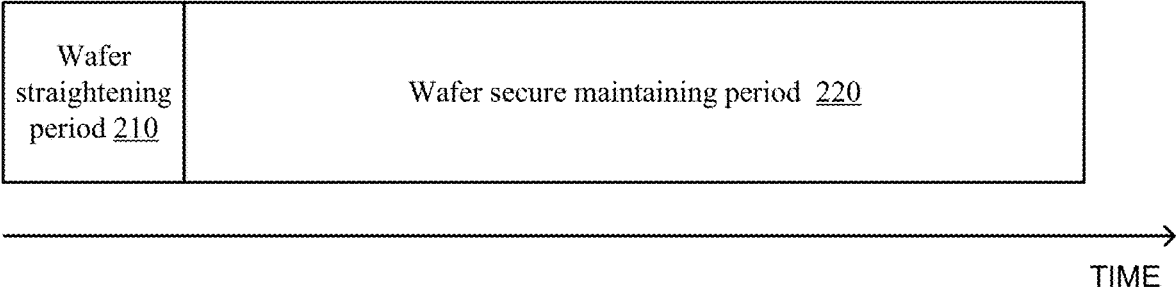 Wafer
straightening
period 210
Wafer secure maintaining period 220
TIME